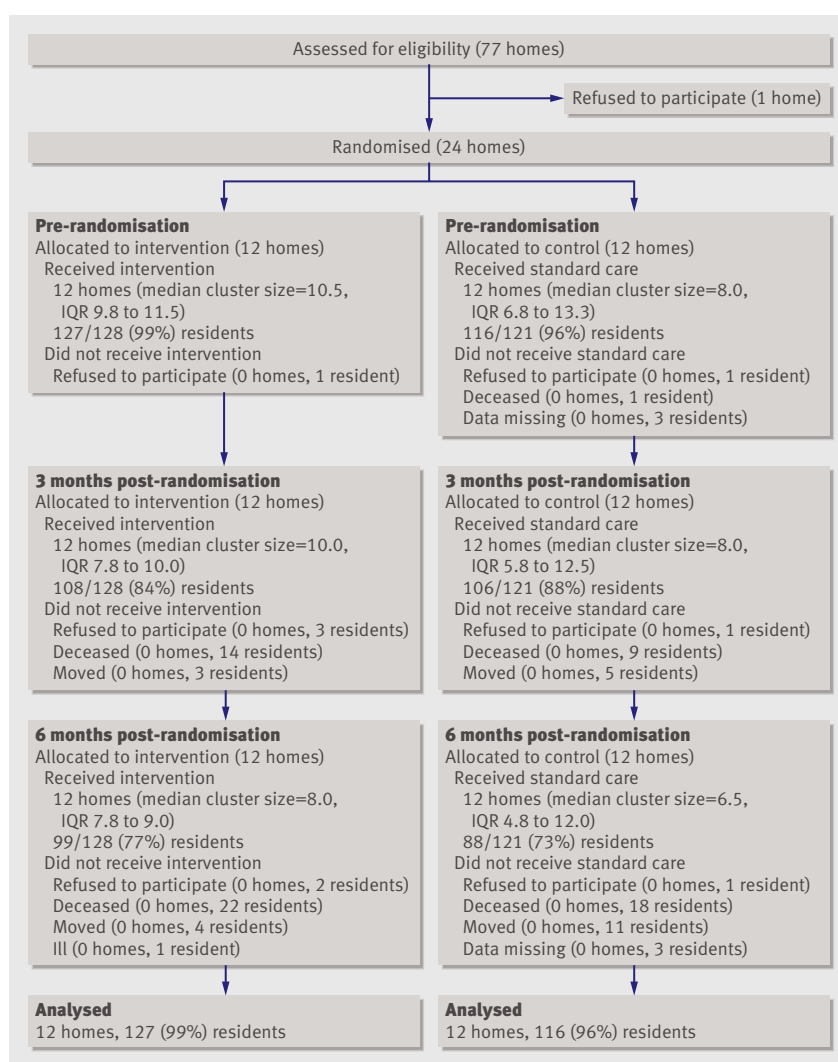 Assessed for eligibility (77 homes)
Refused to participate (1 home)
Randomised (24 homes)
Pre-randomisation
Allocated to intervention (12 homes)
Received intervention
12 homes (median cluster size=10.5,
IQR 9.8 to 11.5)
127/128 (99%) residents
Did not receive intervention
Refused to participate (0 homes, 1 resident)
Pre-randomisation
Allocated to control (12 homes)
Received standard care
12 homes (median cluster size=8.0,
IQR 6.8 to 13.3)
116/121 (96%) residents
Did not receive standard care
Refused to participate (0 homes, 1 resident)
Deceased (0 homes, 1 resident)
Data missing (0 homes, 3 residents)
3 months post-randomisation
Allocated to intervention (12 homes)
Received intervention
12 homes (median cluster size=10.0,
IQR 7.8 to 10.0)
108/128 (84%) residents
Did not receive intervention
Refused to participate (0 homes, 3 residents)
Deceased (0 homes, 14 residents)
Moved (0 homes, 3 residents)
3 months post-randomisation
Allocated to control (12 homes)
Received standard care
12 homes (median cluster size=8.0,
IQR 5.8 to 12.5)
106/121 (88%) residents
Did not receive standard care
Refused to participate (0 homes, 1 resident)
Deceased (0 homes, 9 residents)
Moved (0 homes, 5 residents)
6 months post-randomisation
Allocated to intervention (12 homes)
Received intervention
12 homes (median cluster size=8.0,
IQR 7.8 to 9.0)
99/128 (77%) residents
Did not receive intervention
Refused to participate (0 homes, 2 residents)
Deceased (0 homes, 22 residents)
Moved (0 homes, 4 residents)
Ill (0 homes, 1 resident)
6 months post-randomisation
Allocated to control (12 homes)
Received standard care
12 homes (median cluster size=6.5,
IQR 4.8 to 12.0)
88/121 (73%) residents
Did not receive standard care
Refused to participate (0 homes, 1 resident)
Deceased (0 homes, 18 residents)
Moved (0 homes, 11 residents)
Data missing (0 homes, 3 residents)
Analysed
12 homes, 127 (99%) residents
Analysed
12 homes, 116 (96%) residents